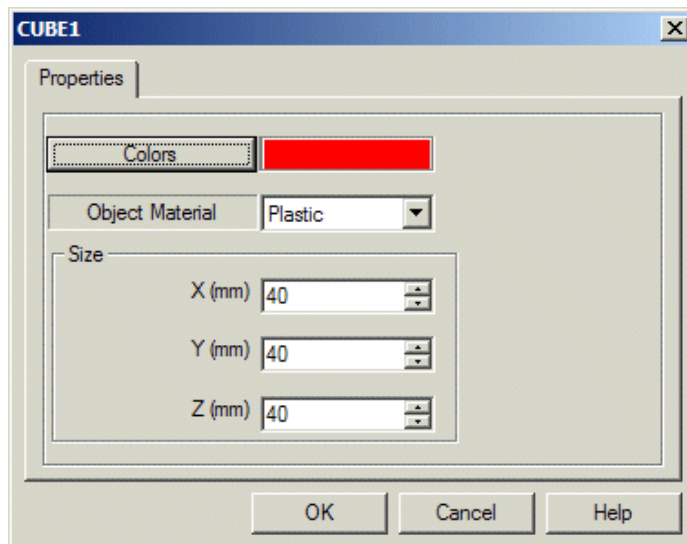 CUBE1
Properties
Colors
Object Material Plastic
Size
X (mm) 40
Y (mm) 40
Z (mm) 40
OK Cancel Help